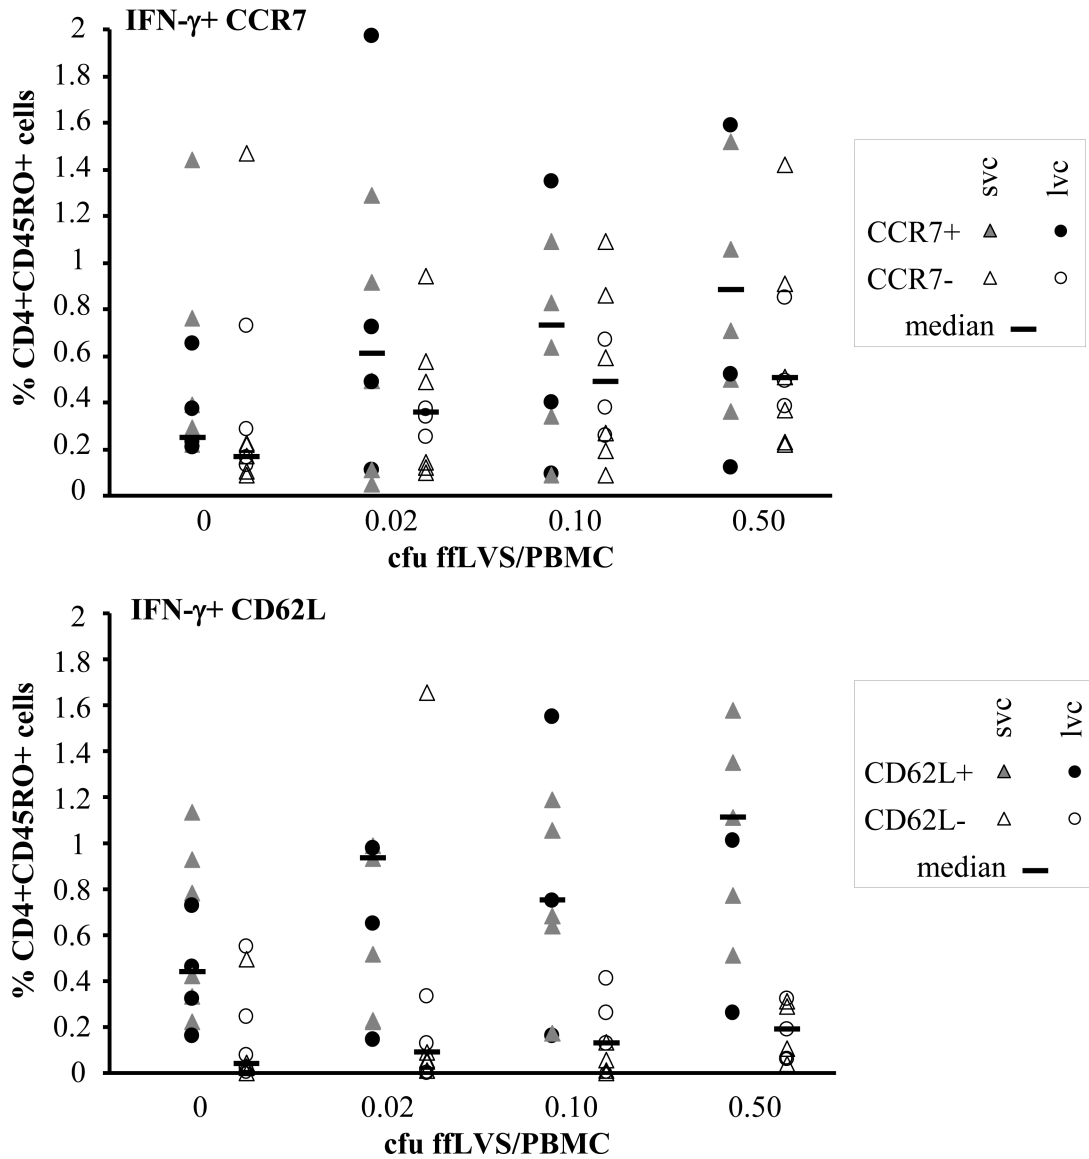 IFN-γ+ CCR7
2
1.8
1.6
1.4
1.2
1
0.8
0.6
0.4
0.2
0
% CD4+CD45RO+ cells
0 0.02 0.10 0.50
cfu ffLVS/PBMC
svc lvc
CCR7+
CCR7-
median
IFN-γ+ CD62L
2
1.8
1.6
1.4
1.2
1
0.8
0.6
0.4
0.2
0
% CD4+CD45RO+ cells
0 0.02 0.10 0.50
cfu ffLVS/PBMC
svc lvc
CD62L+
CD62L-
median